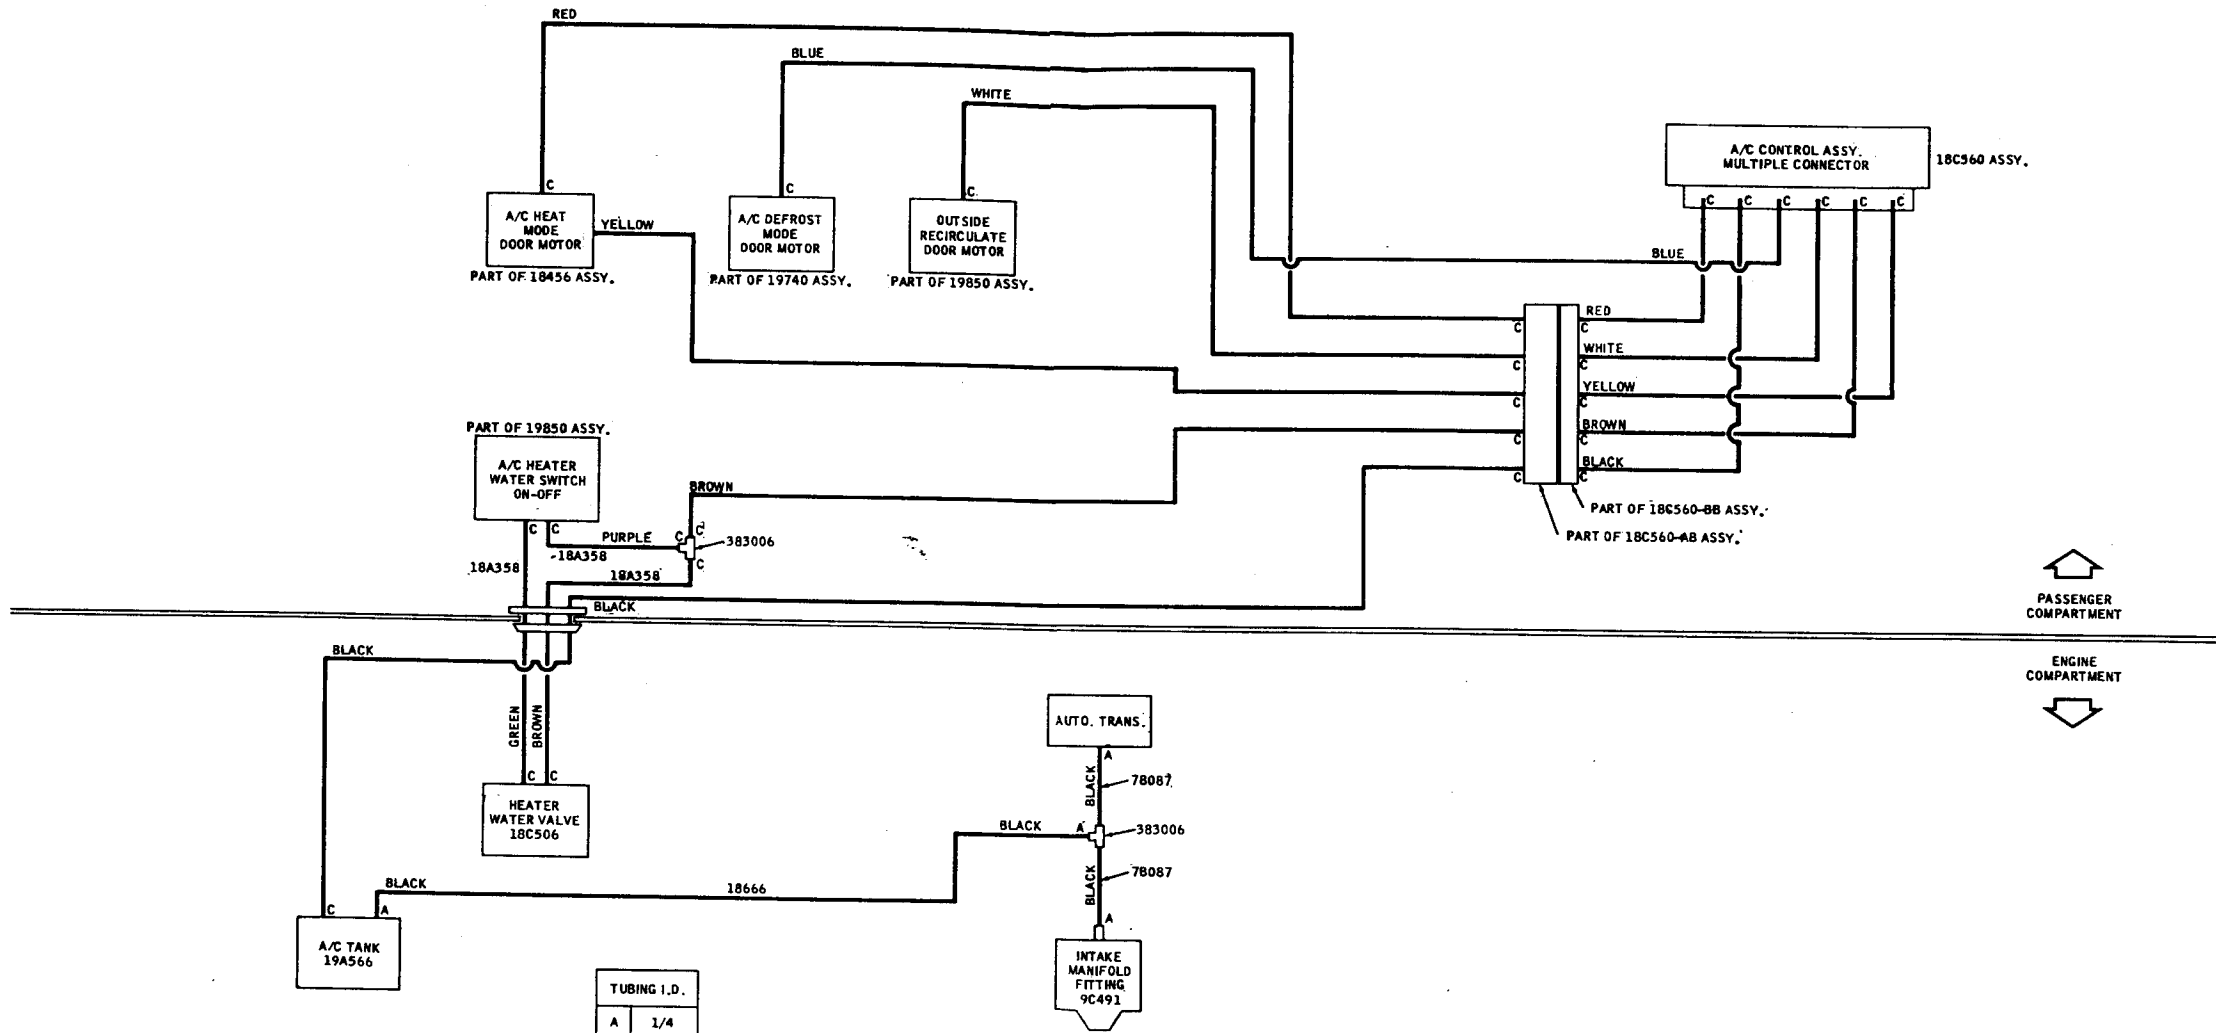 RED
BLUE
WHITE
A/C CONTROL ASSY.
MULTIPLE CONNECTOR
18C560 ASSY.
C
C
C
C
C
C
C
C
C
A/C HEAT
MODE
DOOR MOTOR
PART OF 18456 ASSY.
YELLOW
A/C DEFROST
MODE
DOOR MOTOR
PART OF 19740 ASSY.
OUTSIDE
RECIRCULATE
DOOR MOTOR
PART OF 19850 ASSY.
BLUE
RED
C
C
WHITE
C
C
YELLOW
C
C
BROWN
C
C
BLACK
C
C
PART OF 18C560-BB ASSY.
PART OF 18C560-AB ASSY.
PART OF 19850 ASSY.
A/C HEATER
WATER SWITCH
ON-OFF
C
C
BROWN
PURPLE
C
C
C
383006
18A358
18A358
18A358
BLACK
PASSENGER
COMPARTMENT
ENGINE
COMPARTMENT
BLACK
GREEN
BROWN
C
C
HEATER
WATER VALVE
18C506
AUTO. TRANS.
A
BLACK
7B087
BLACK
A
383006
BLACK
7B087
A
BLACK
18666
C
A
A/C TANK
19A566
INTAKE
MANIFOLD
FITTING
9C491
TUBING I.D.
A 1/4